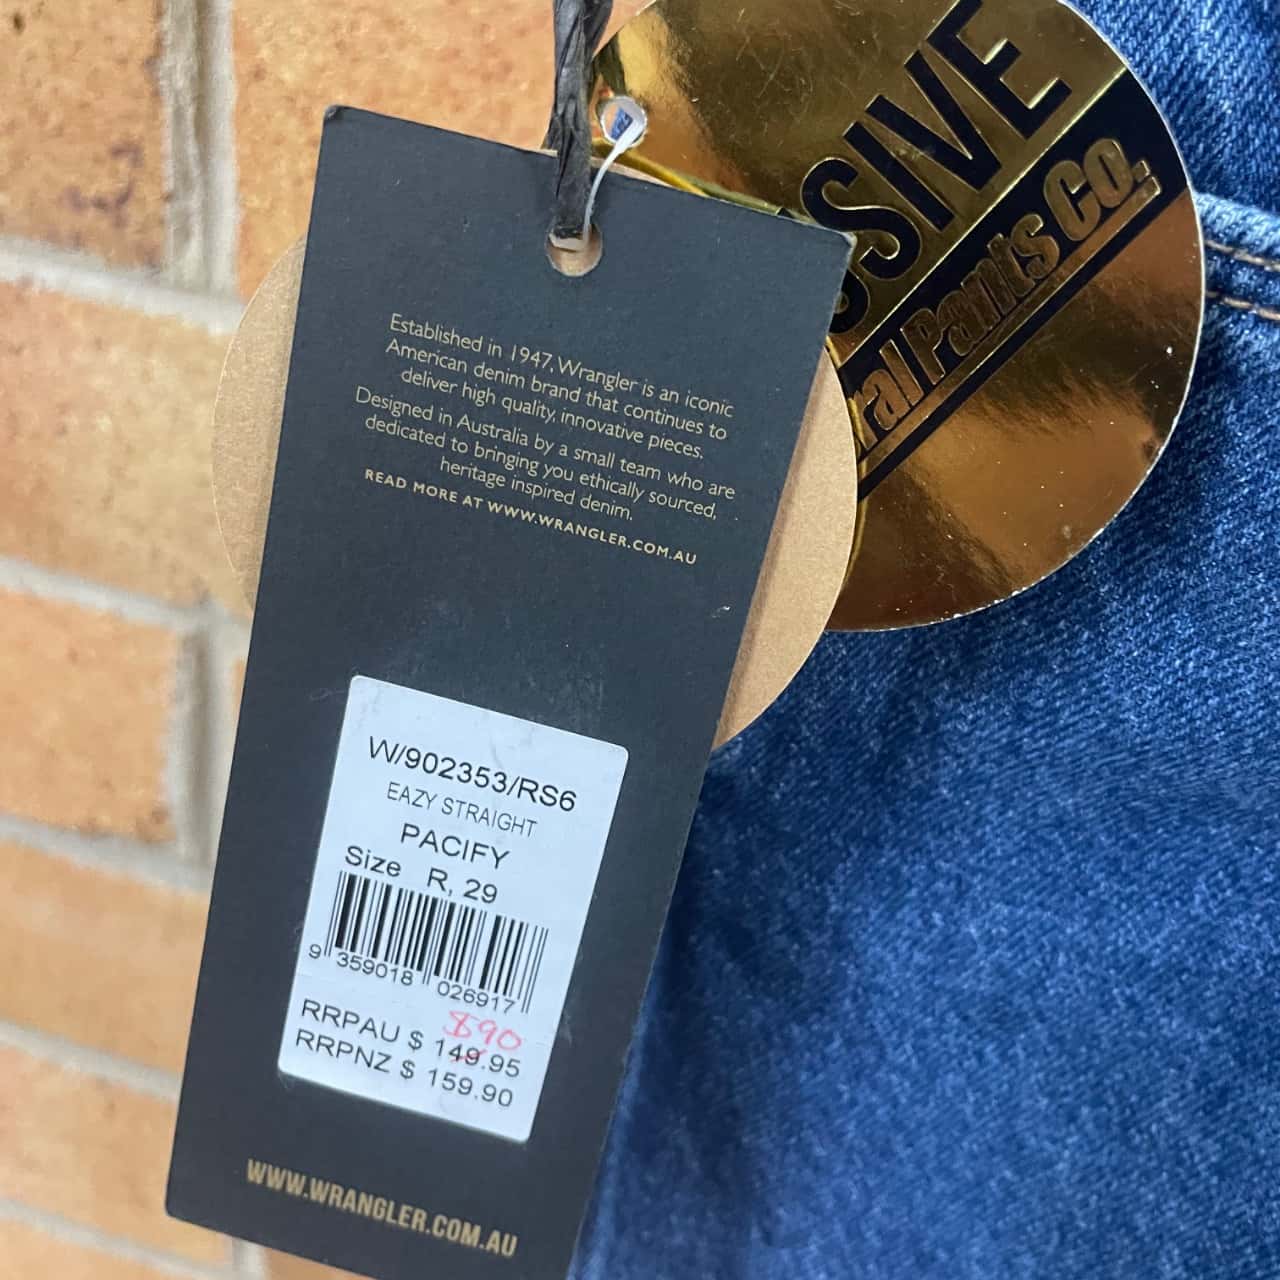 Established in 1947, Wrangler is an iconic
American denim brand that continues to
deliver high quality, innovative pieces.
Designed in Australia by a small team who are
dedicated to bringing you ethically sourced,
heritage inspired denim.
READ MORE AT WWW.WRANGLER.COM.AU
W/902353/RS6
EAZY STRAIGHT
PACIFY
Size R, 29
9 359018 026917
$90
RRPAU $ 149.95
RRPNZ $ 159.90
WWW.WRANGLER.COM.AU
Pants Co.